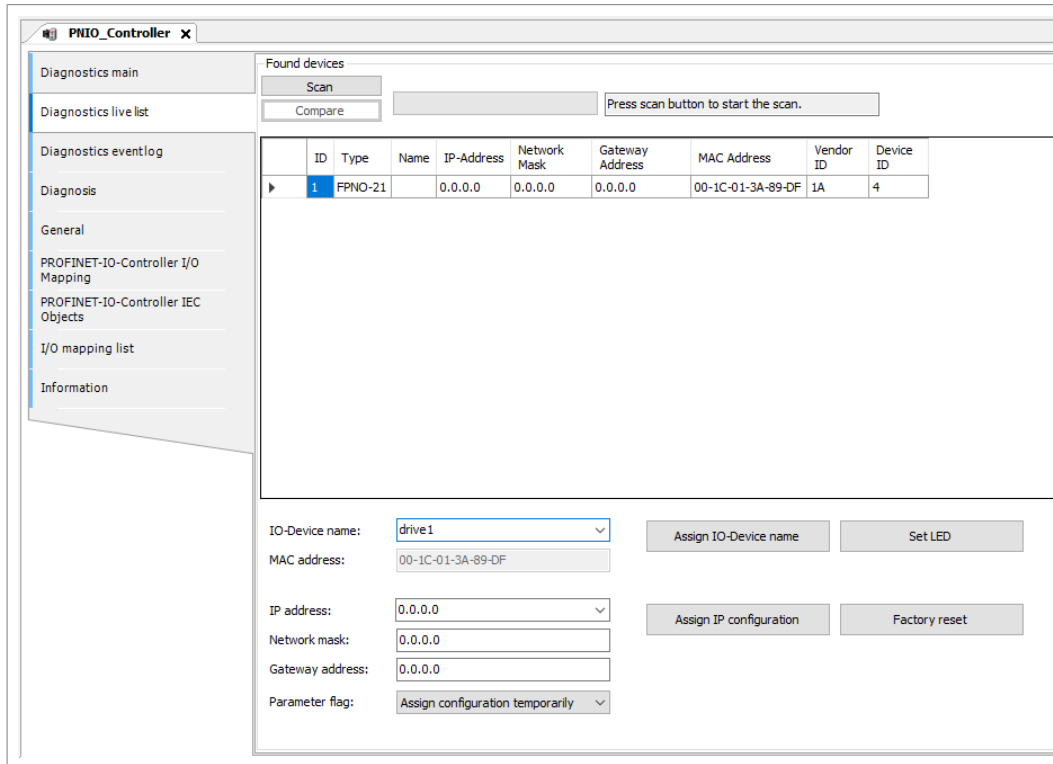 PNIO_Controller
Diagnostics main
Diagnostics live list
Diagnostics eventlog
Diagnosis
General
PROFINET-IO-Controller I/O
Mapping
PROFINET-IO-Controller IEC
Objects
I/O mapping list
Information
Found devices
Scan
Compare
Press scan button to start the scan.
ID Type Name IP-Address Network Mask Gateway Address MAC Address Vendor ID Device ID
1 FPNO-21 0.0.0.0 0.0.0.0 0.0.0.0 00-1C-01-3A-89-DF 1A 4
IO-Device name: drive1 Assign IO-Device name Set LED
MAC address: 00-1C-01-3A-89-DF
IP address: 0.0.0.0 Assign IP configuration Factory reset
Network mask: 0.0.0.0
Gateway address: 0.0.0.0
Parameter flag: Assign configuration temporarily